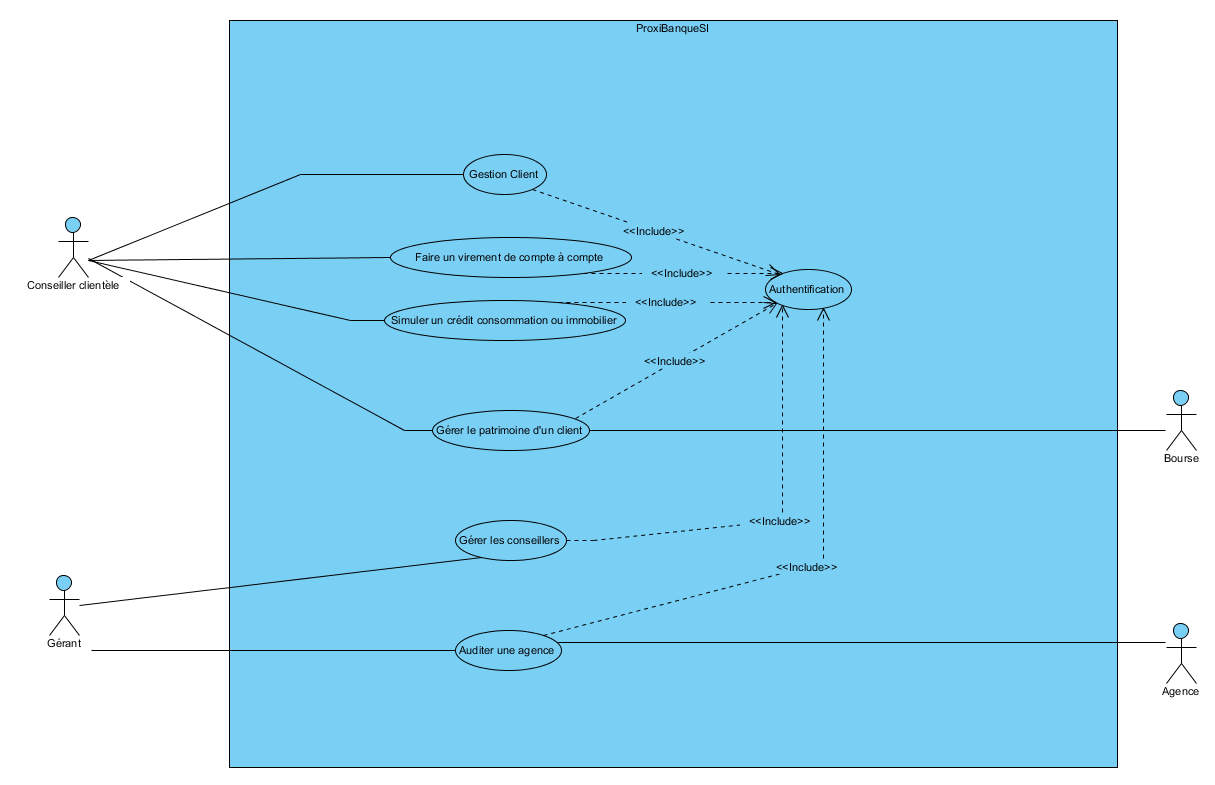 ProxiBanqueSI
Gestion Client
<<Include>>
Conseiller clientèle
Faire un virement de compte à compte
<<Include>>
Authentification
<<Include>>
Simuler un crédit consommation ou immobilier
<<Include>>
Gérer le patrimoine d'un client
Bourse
<<Include>>
Gérer les conseillers
<<Include>>
Gérant
Auditer une agence
Agence